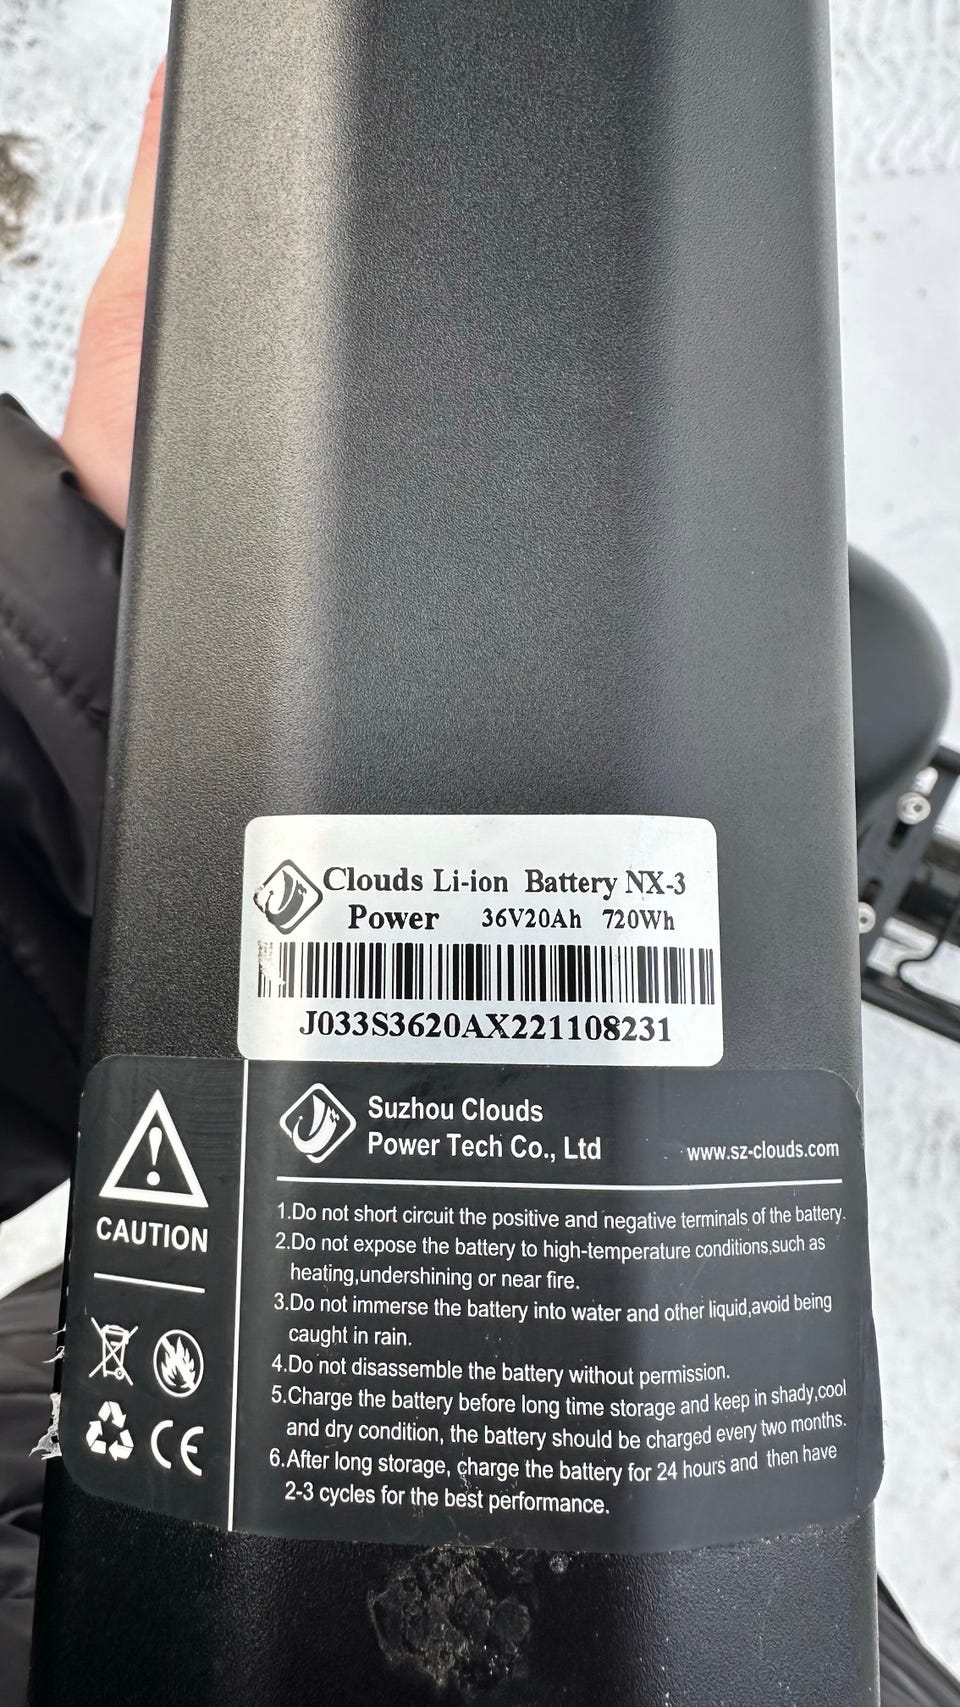 Clouds Li-ion Battery NX-3
Power 36V20Ah 720Wh
J033S3620AX221108231
Suzhou Clouds
Power Tech Co., Ltd
www.sz-clouds.com
CAUTION
CE
1.Do not short circuit the positive and negative terminals of the battery.
2.Do not expose the battery to high-temperature conditions,such as
heating,undershining or near fire.
3.Do not immerse the battery into water and other liquid,avoid being
caught in rain.
4.Do not disassemble the battery without permission.
5.Charge the battery before long time storage and keep in shady,cool
and dry condition, the battery should be charged every two months.
6.After long storage, charge the battery for 24 hours and then have
2-3 cycles for the best performance.